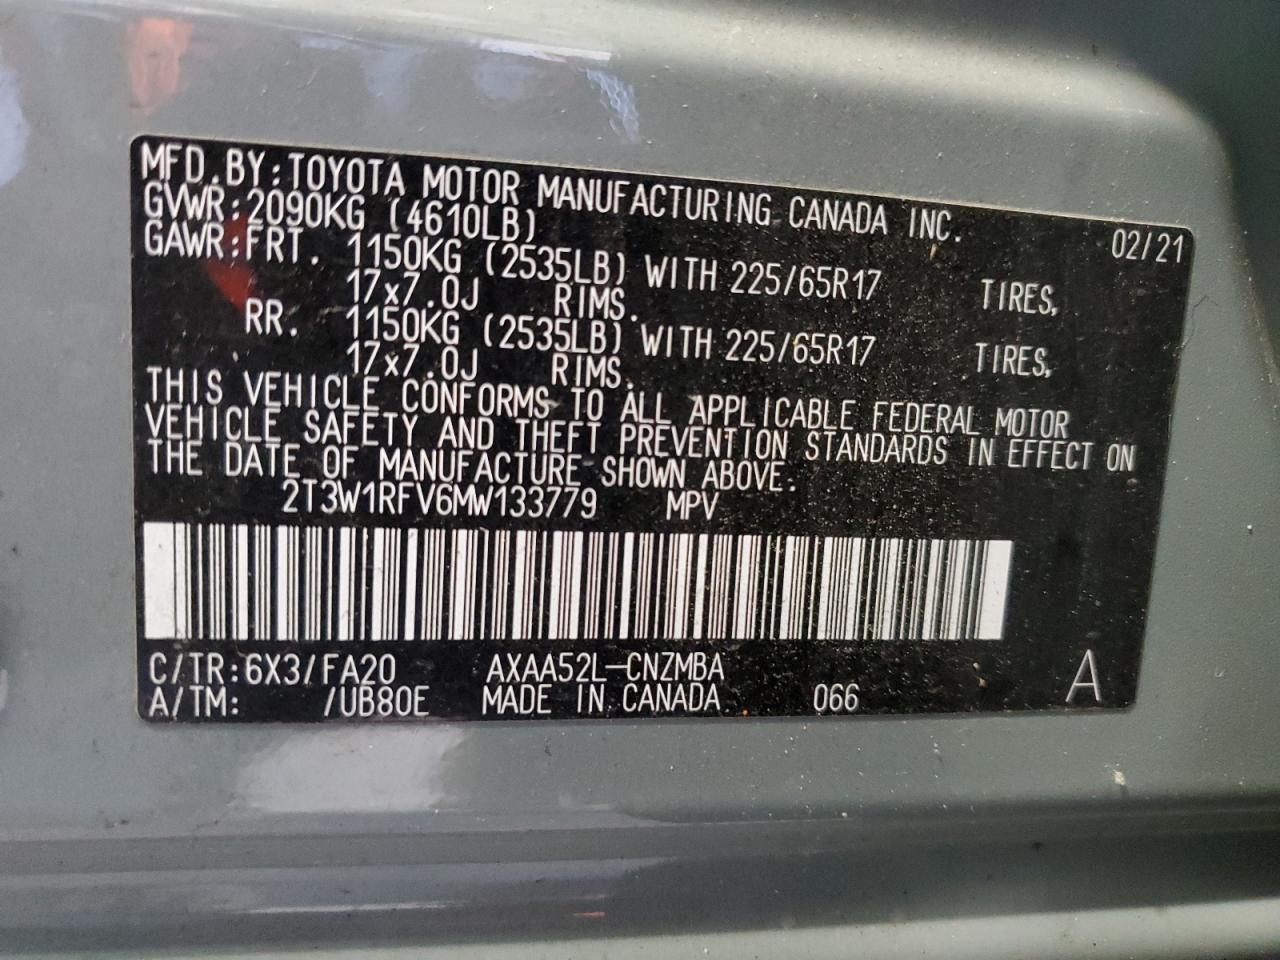 MFD.BY:TOYOTA MOTOR MANUFACTURING CANADA INC. 02/21
GVWR:2090KG (4610LB)
GAWR:FRT. 1150KG (2535LB) WITH 225/65R17 TIRES,
17x7.0J RIMS.
RR. 1150KG (2535LB) WITH 225/65R17 TIRES,
17x7.0J RIMS.
THIS VEHICLE CONFORMS TO ALL APPLICABLE FEDERAL MOTOR
VEHICLE SAFETY AND THEFT PREVENTION STANDARDS IN EFFECT ON
THE DATE OF MANUFACTURE SHOWN ABOVE.
2T3W1RFV6MW133779 MPV
C/TR:6X3/FA20 AXAA52L-CNZMBA A
A/TM: /UB80E MADE IN CANADA 066